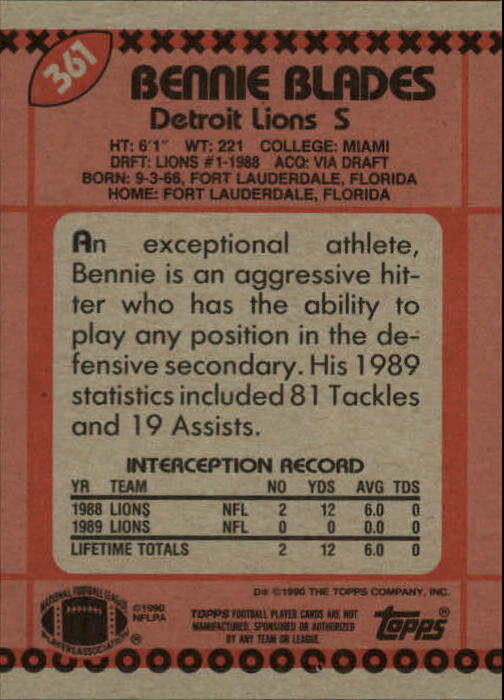 361
BENNIE BLADES
Detroit Lions S
HT: 6'1" WT: 221 COLLEGE: MIAMI
DRFT: LIONS #1-1988 ACQ: VIA DRAFT
BORN: 9-3-66, FORT LAUDERDALE, FLORIDA
HOME: FORT LAUDERDALE, FLORIDA
An exceptional athlete,
Bennie is an aggressive hit-
ter who has the ability to
play any position in the de-
fensive secondary. His 1989
statistics included 81 Tackles
and 19 Assists.
INTERCEPTION RECORD
YR TEAM NO YDS AVG TDS
1988 LIONS NFL 2 12 6.0 0
1989 LIONS NFL 0 0 0.0 0
LIFETIME TOTALS 2 12 6.0 0
D※ ©1990 THE TOPPS COMPANY, INC.
NATIONAL FOOTBALL LEAGUE
PLAYERS ASSOCIATION ®
©1990
NFLPA
TOPPS FOOTBALL PLAYER CARDS ARE NOT
MANUFACTURED, SPONSORED OR AUTHORIZED
BY ANY TEAM OR LEAGUE.
Topps®